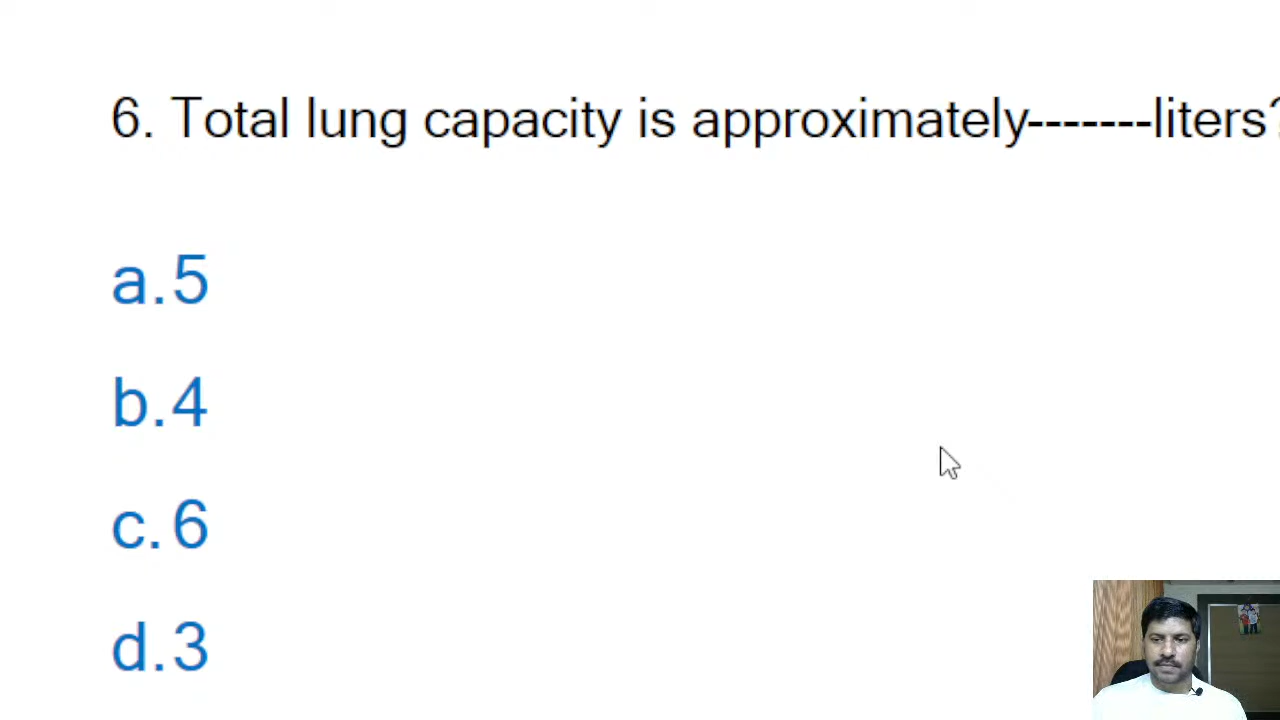 6. Total lung capacity is approximately-------liters?
a.5
b.4
c.6
d.3